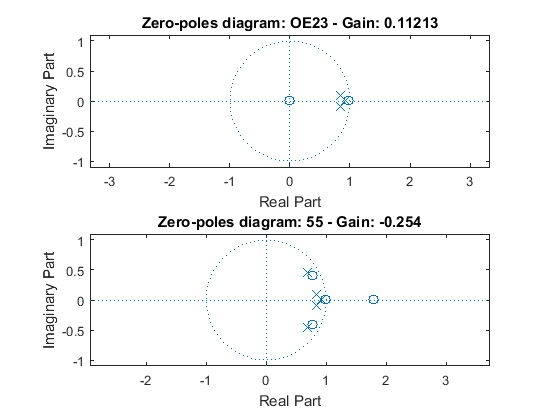 Zero-poles diagram: OE23 - Gain: 0.11213
1
0.5
0
-0.5
-1
Imaginary Part
-3 -2 -1 0 1 2 3
Real Part
Zero-poles diagram: 55 - Gain: -0.254
1
0.5
0
-0.5
-1
Imaginary Part
-2 -1 0 1 2 3
Real Part